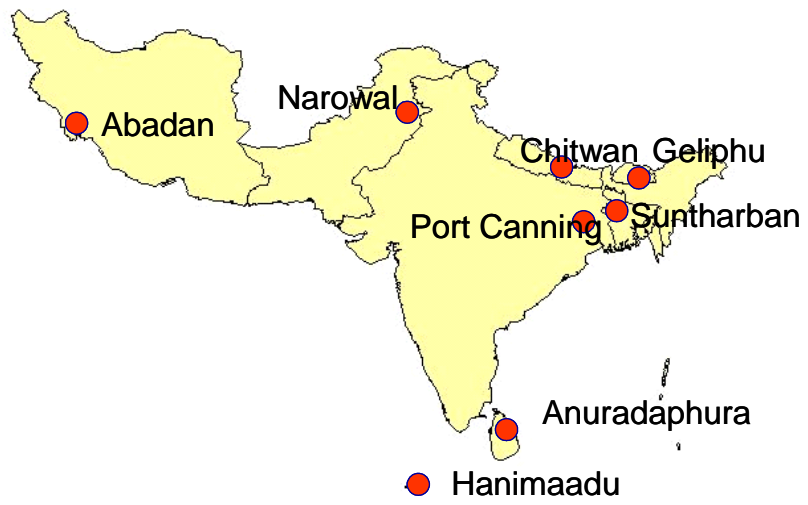 Narowal
Abadan
Chitwan
Geliphu
Port Canning
Suntharban
Anuradaphura
Hanimaadu